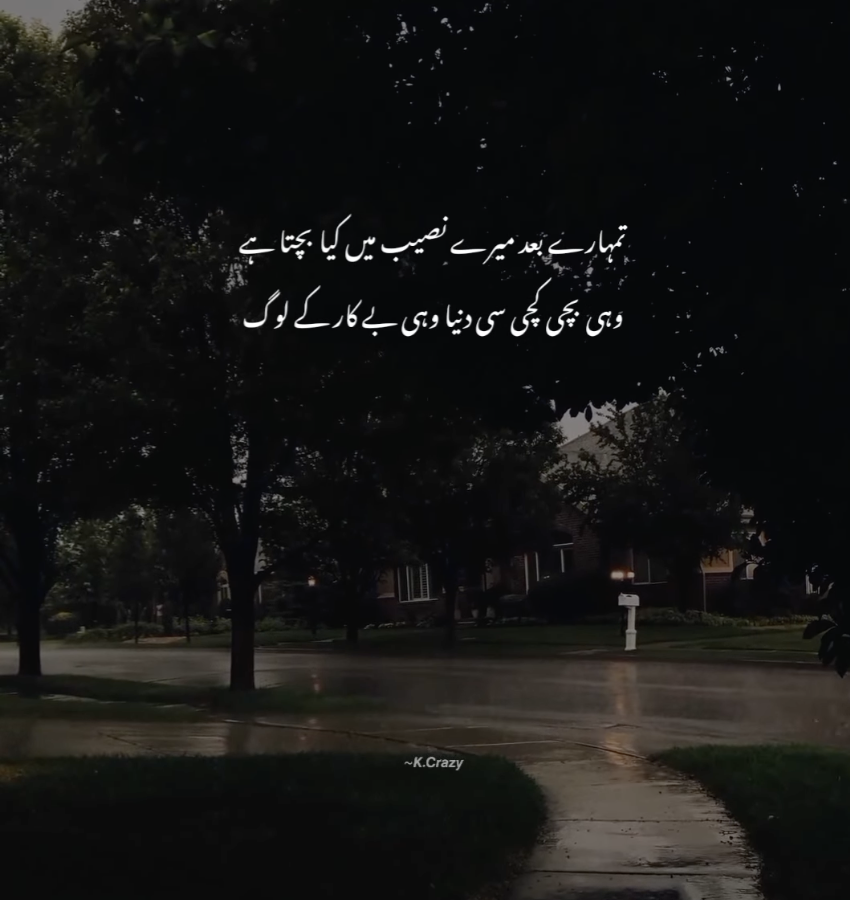 تمہارے بعد میرے نصیب میں کیا بچتا ہے
وہی بچی کچی سی دنیا وہی بے کار کے لوگ
~K.Crazy